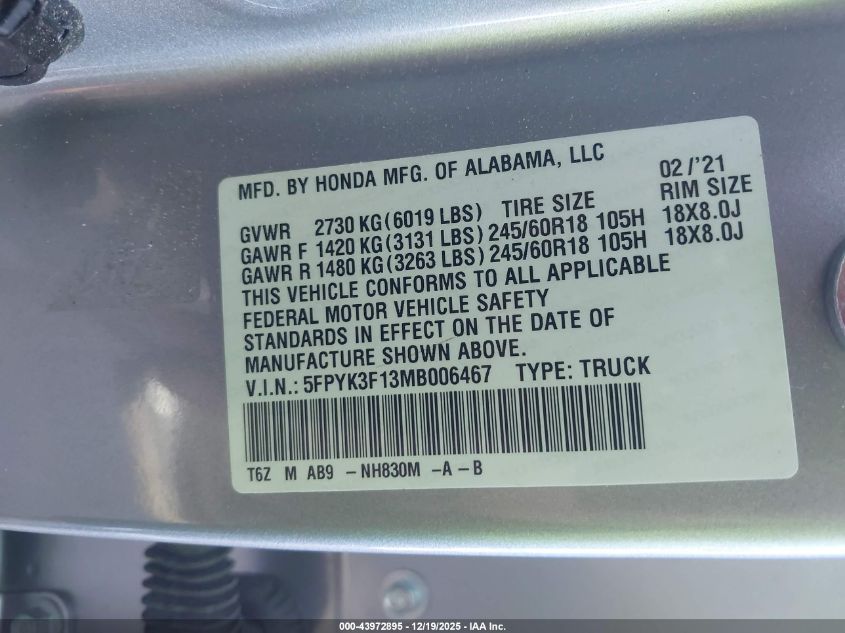 MFD. BY HONDA MFG. OF ALABAMA, LLC 02/'21
GVWR 2730 KG(6019 LBS) TIRE SIZE RIM SIZE
GAWR F 1420 KG(3131 LBS) 245/60R18 105H 18X8.0J
GAWR R 1480 KG(3263 LBS) 245/60R18 105H 18X8.0J
THIS VEHICLE CONFORMS TO ALL APPLICABLE
FEDERAL MOTOR VEHICLE SAFETY
STANDARDS IN EFFECT ON THE DATE OF
MANUFACTURE SHOWN ABOVE.
V.I.N.: 5FPYK3F13MB006467 TYPE: TRUCK
T6Z M AB9 -NH830M -A-B
000-43972895 - 12/19/2025 - IAA Inc.